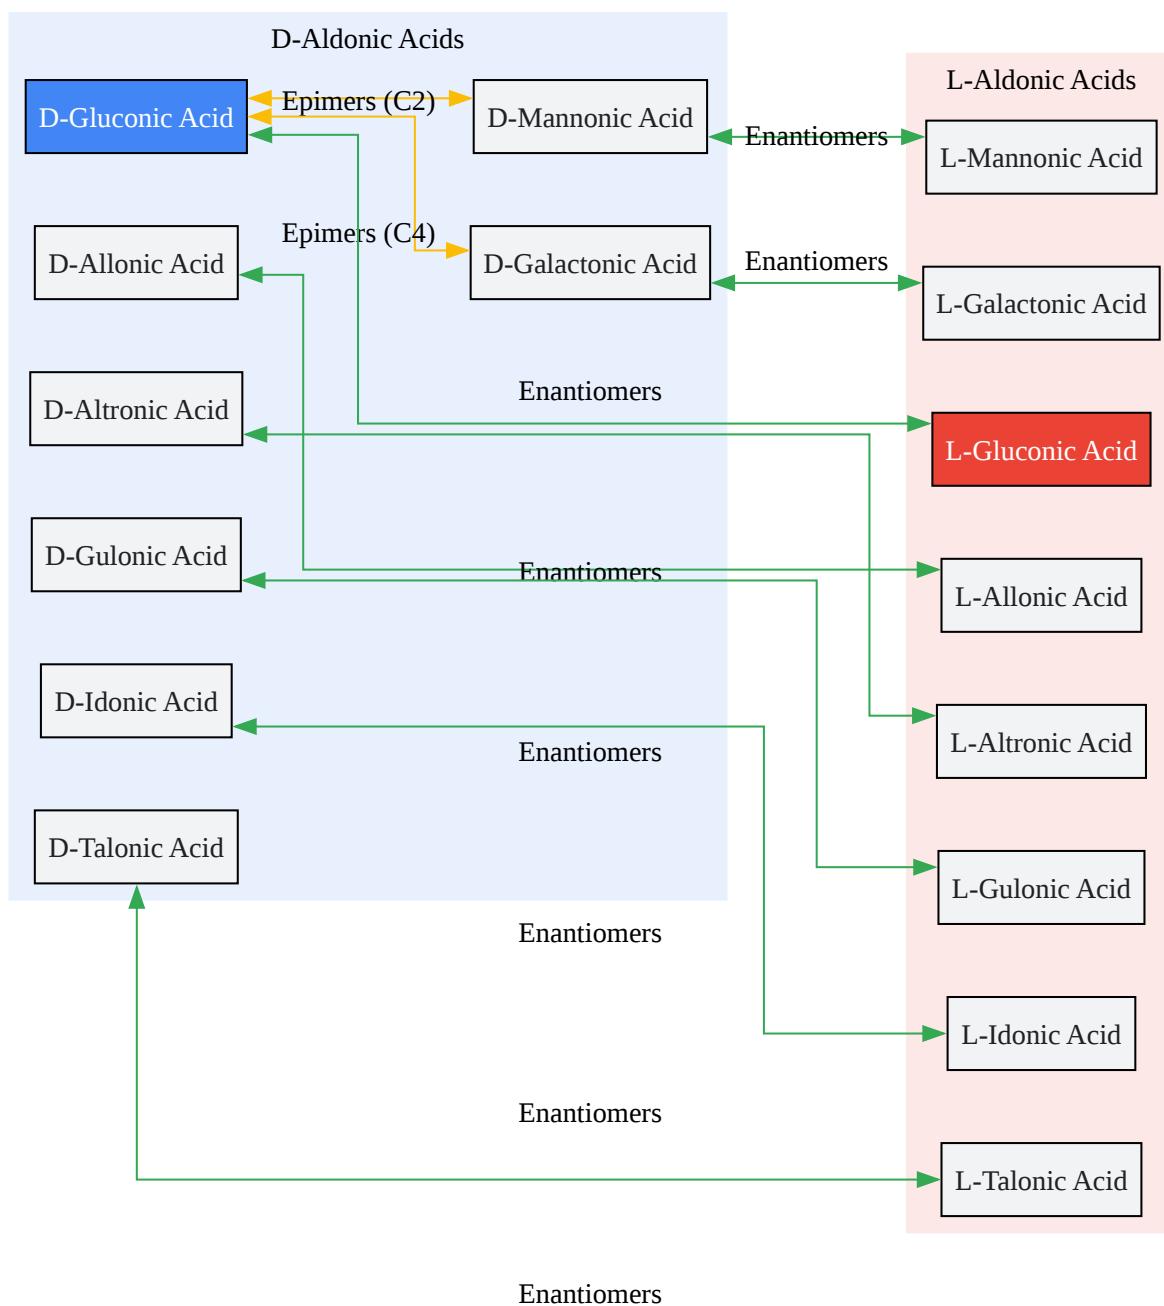 D-Aldonic Acids
L-Aldonic Acids
D-Gluconic Acid
Epimers (C2)
D-Mannonic Acid
Enantiomers
L-Mannonic Acid
D-Allonic Acid
Epimers (C4)
D-Galactonic Acid
Enantiomers
L-Galactonic Acid
D-Altronic Acid
Enantiomers
L-Gluconic Acid
D-Gulonic Acid
Enantiomers
L-Allonic Acid
D-Idonic Acid
Enantiomers
L-Altronic Acid
D-Talonic Acid
L-Gulonic Acid
Enantiomers
L-Idonic Acid
Enantiomers
L-Talonic Acid
Enantiomers